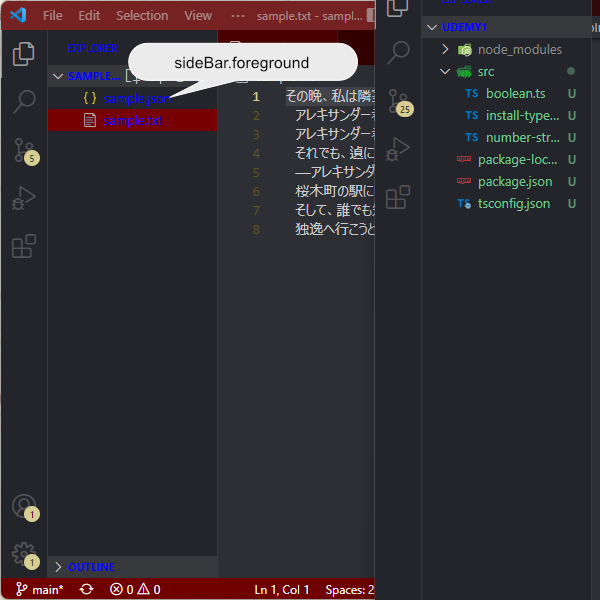 File Edit Selection View ··· sample.txt - sampl...
EXPLORER
sideBar.foreground
SAMPLE...
{ } sample.json
sample.txt
1 その晩、私は隣室
2 アレキサンダー君
3 アレキサンダー君
4 それでも、遠に
5 ―アレキサンダ
6 桜木町の駅に
7 そして、誰でも
8 独逸へ行こうと
5
1
1
OUTLINE
main* 0 0 Ln 1, Col 1 Spaces: 2
UDEMY1
node_modules
src
TS boolean.ts U
TS install-type... U
TS number-str... U
package-loc... U
package.json U
TS tsconfig.json U
25